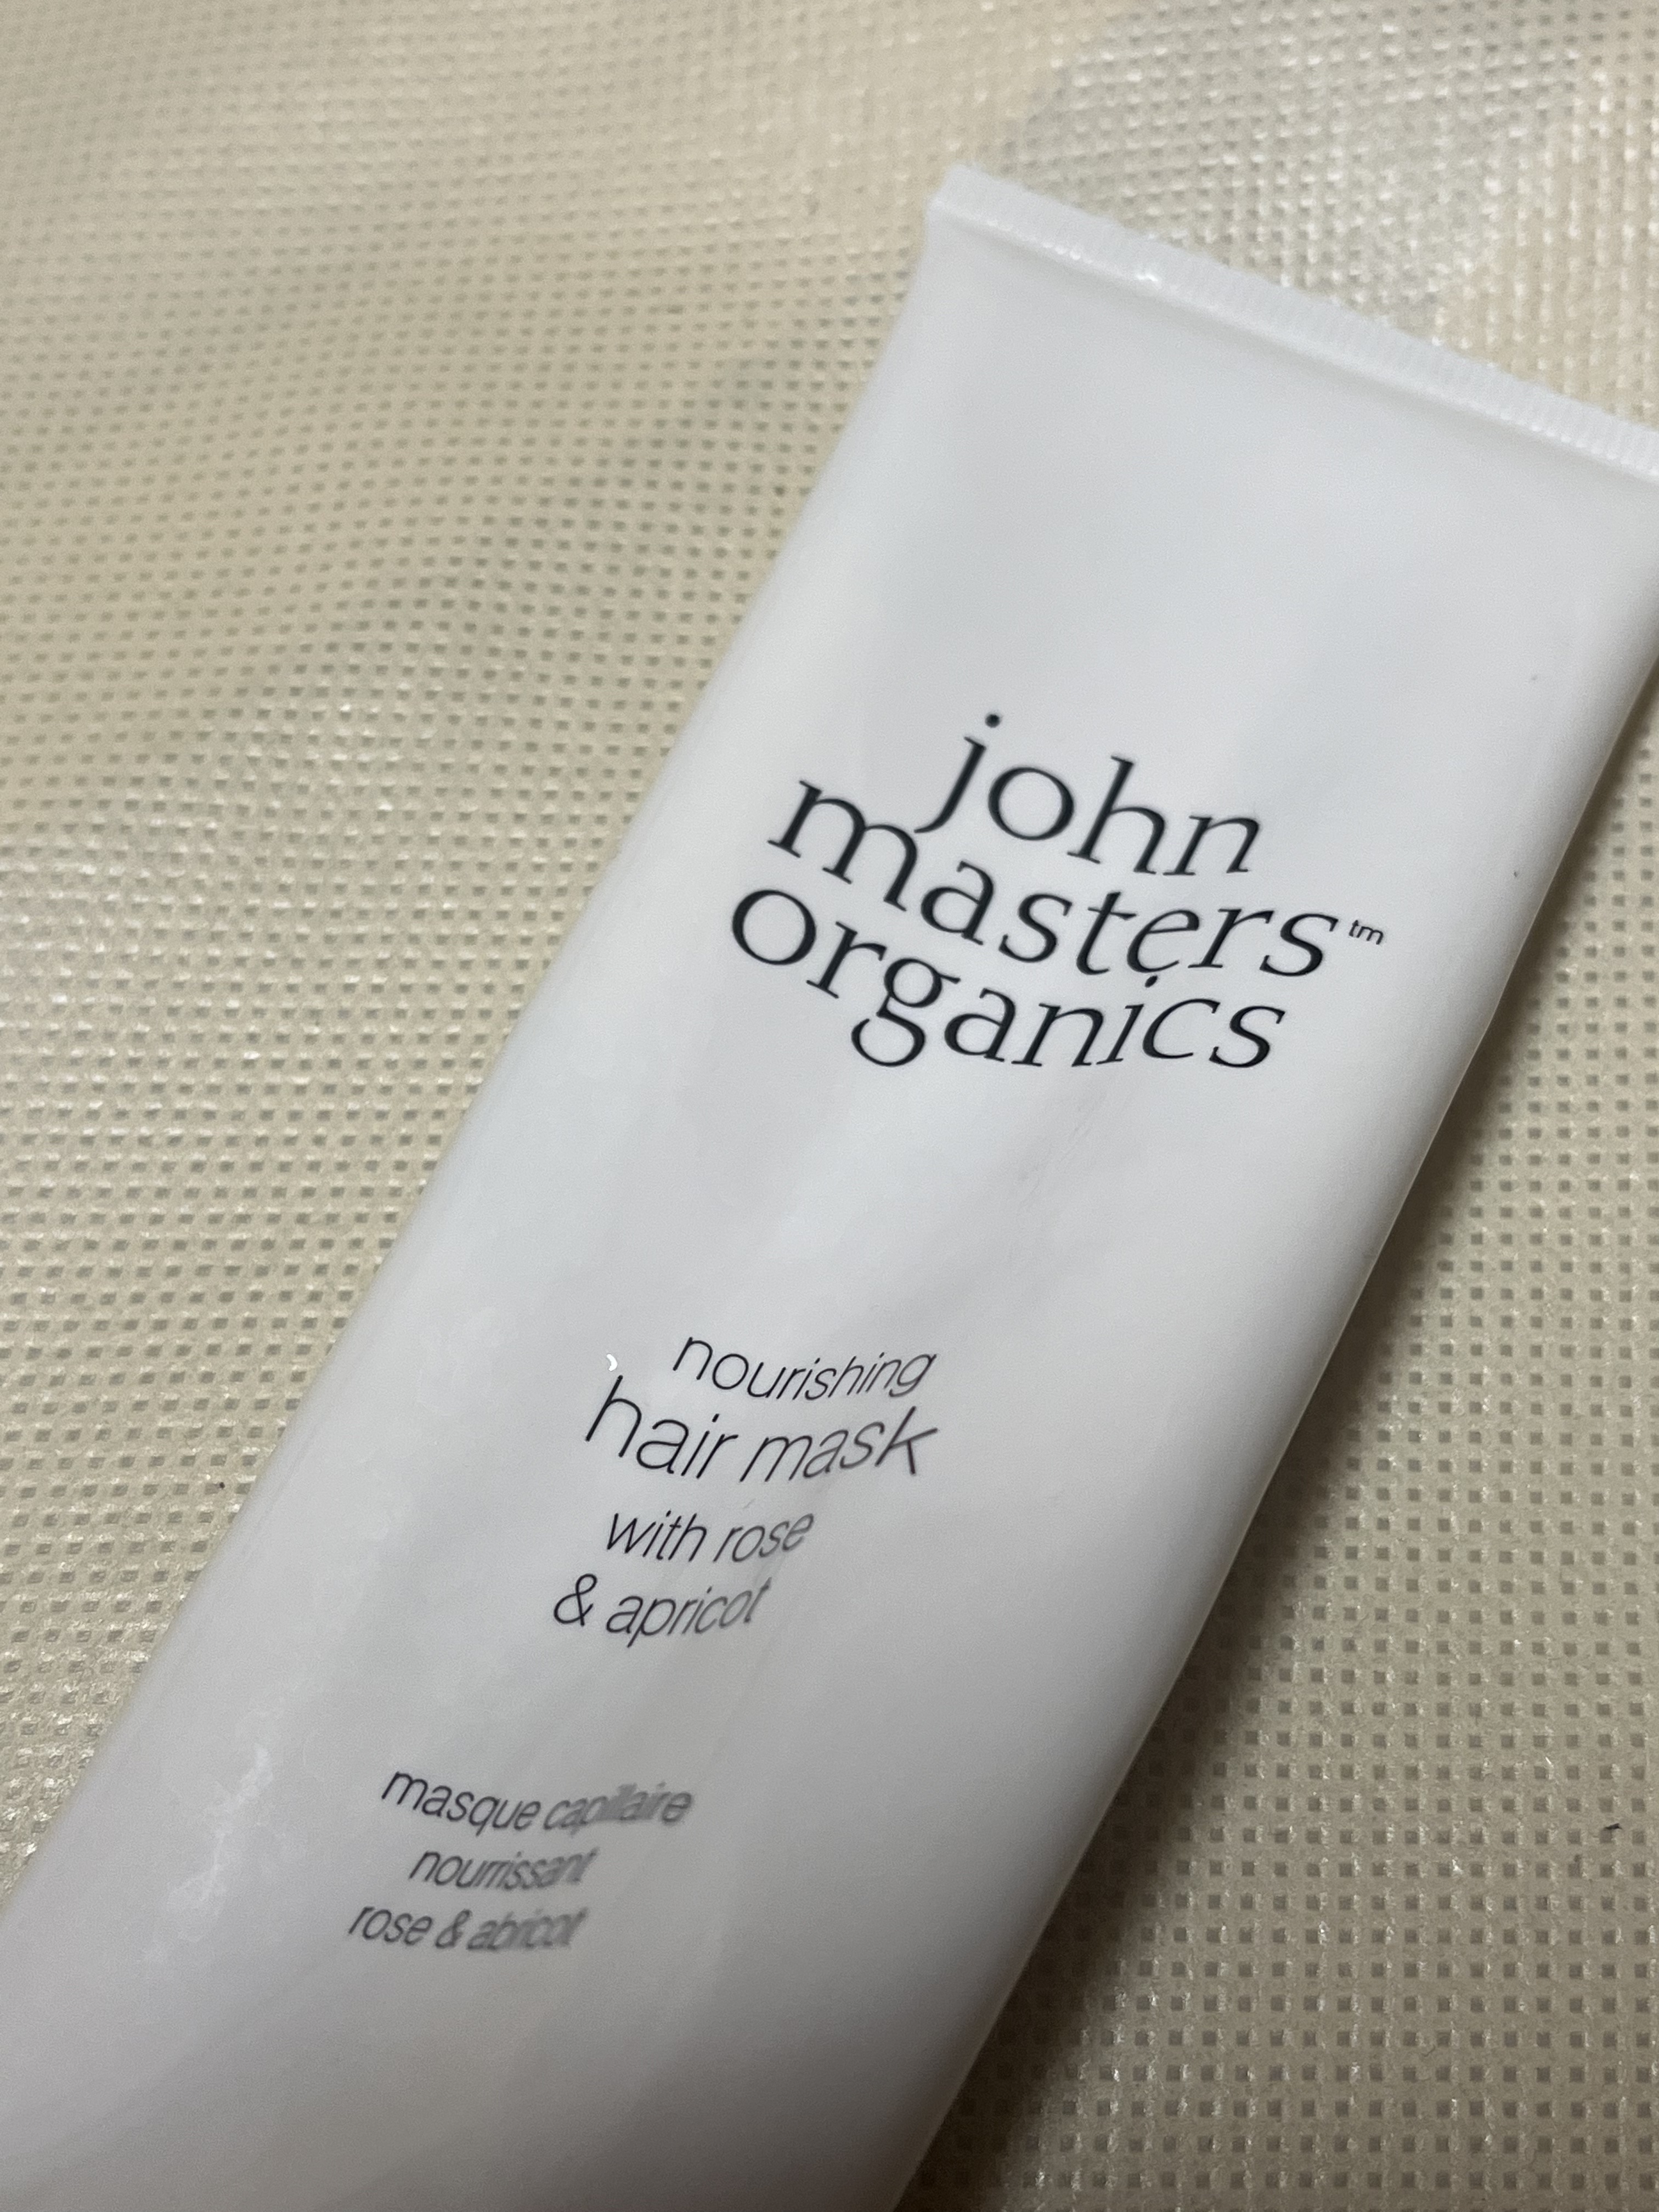 john
masters™
organics
nourishing
hair mask
with rose
& apricot
masque capillaire
nourrissant
rose & abricot